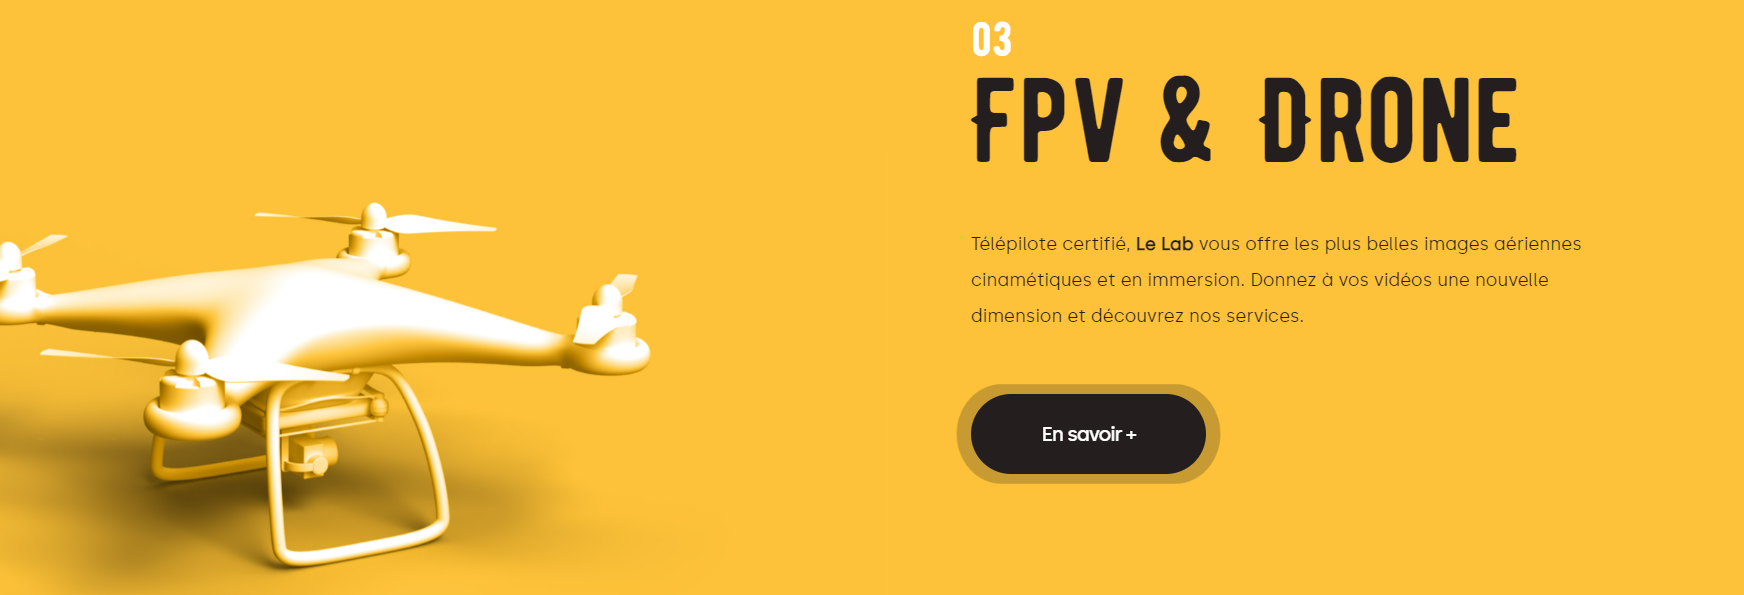 03
FPV & DRONE
Télépilote certifié, Le Lab vous offre les plus belles images aériennes
cinamétiques et en immersion. Donnez à vos vidéos une nouvelle
dimension et découvrez nos services.
En savoir +